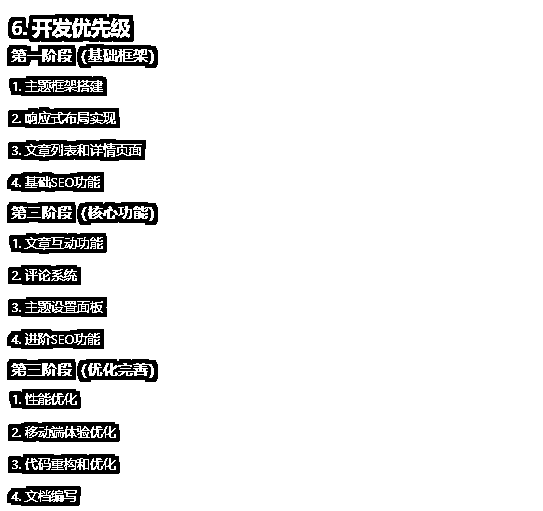 6. 开发优先级
第一阶段（基础框架）
1. 主题框架搭建
2. 响应式布局实现
3. 文章列表和详情页面
4. 基础SEO功能
第二阶段（核心功能）
1. 文章互动功能
2. 评论系统
3. 主题设置面板
4. 进阶SEO功能
第三阶段（优化完善）
1. 性能优化
2. 移动端体验优化
3. 代码重构和优化
4. 文档编写